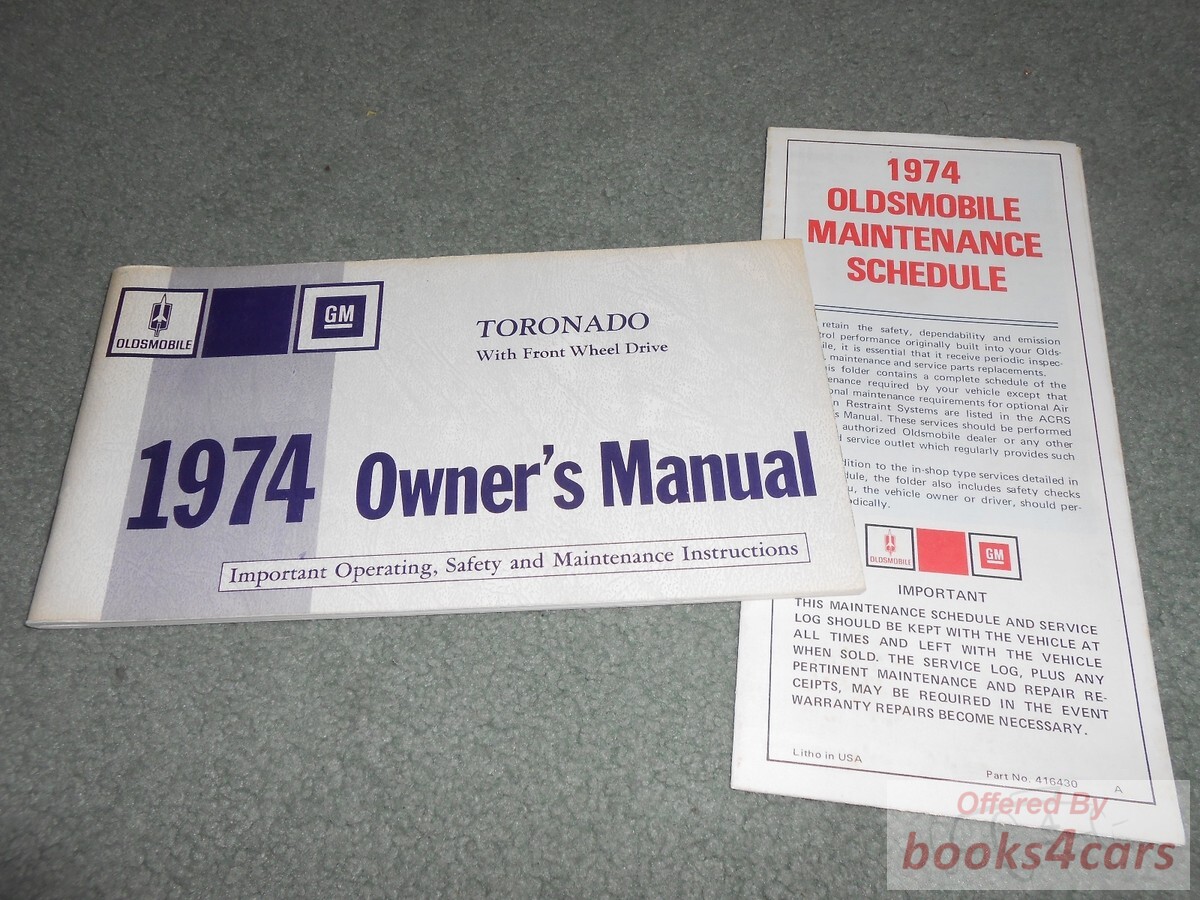 OLDSMOBILE
GM
TORONADO
With Front Wheel Drive
1974 Owner's Manual
Important Operating, Safety and Maintenance Instructions
1974
OLDSMOBILE
MAINTENANCE
SCHEDULE
retain the safety, dependability and emission
performance originally built into your Olds-
it is essential that it receive periodic inspec-
maintenance and service parts replacements.
folder contains a complete schedule of the
required by your vehicle except that
maintenance requirements for optional Air
Restraint Systems are listed in the ACRS
Manual. These services should be performed
authorized Oldsmobile dealer or any other
service outlet which regularly provides such
to the in-shop type services detailed in
the folder also includes safety checks
the vehicle owner or driver, should per-
OLDSMOBILE
GM
IMPORTANT
THIS MAINTENANCE SCHEDULE AND SERVICE
LOG SHOULD BE KEPT WITH THE VEHICLE AT
ALL TIMES AND LEFT WITH THE VEHICLE
WHEN SOLD. THE SERVICE LOG, PLUS ANY
PERTINENT MAINTENANCE AND REPAIR RE-
CEIPTS, MAY BE REQUIRED IN THE EVENT
WARRANTY REPAIRS BECOME NECESSARY.
Litho in USA
Part No. 416430 A
Offered By
books4cars